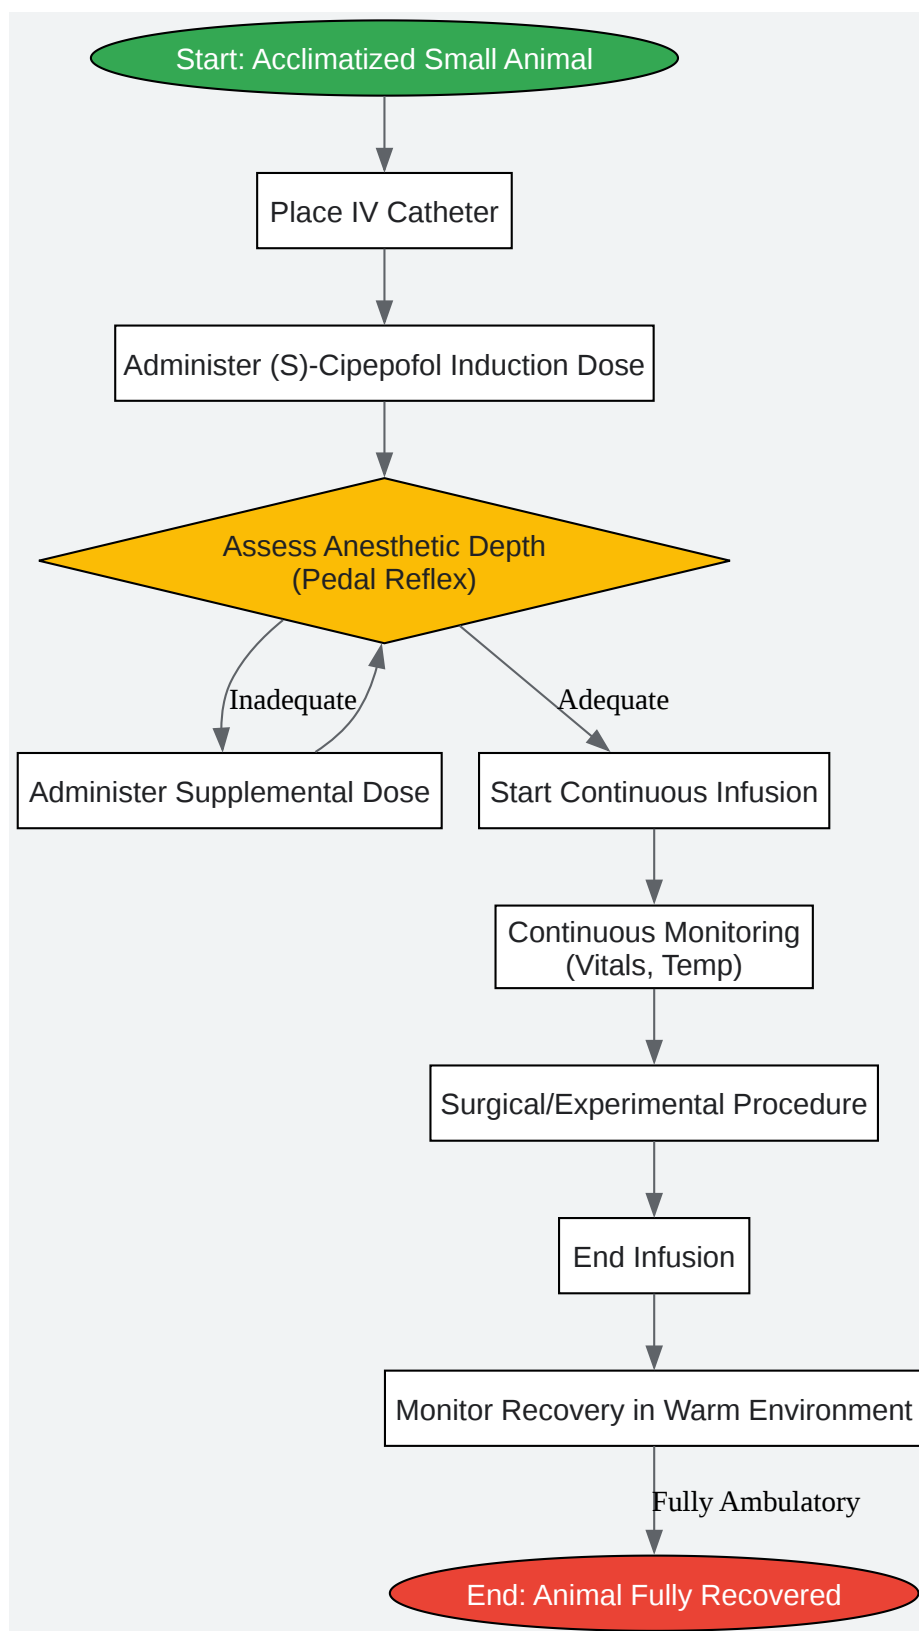 Start: Acclimatized Small Animal
Place IV Catheter
Administer (S)-Cipepofol Induction Dose
Assess Anesthetic Depth
(Pedal Reflex)
Inadequate
Adequate
Administer Supplemental Dose
Start Continuous Infusion
Continuous Monitoring
(Vitals, Temp)
Surgical/Experimental Procedure
End Infusion
Monitor Recovery in Warm Environment
Fully Ambulatory
End: Animal Fully Recovered